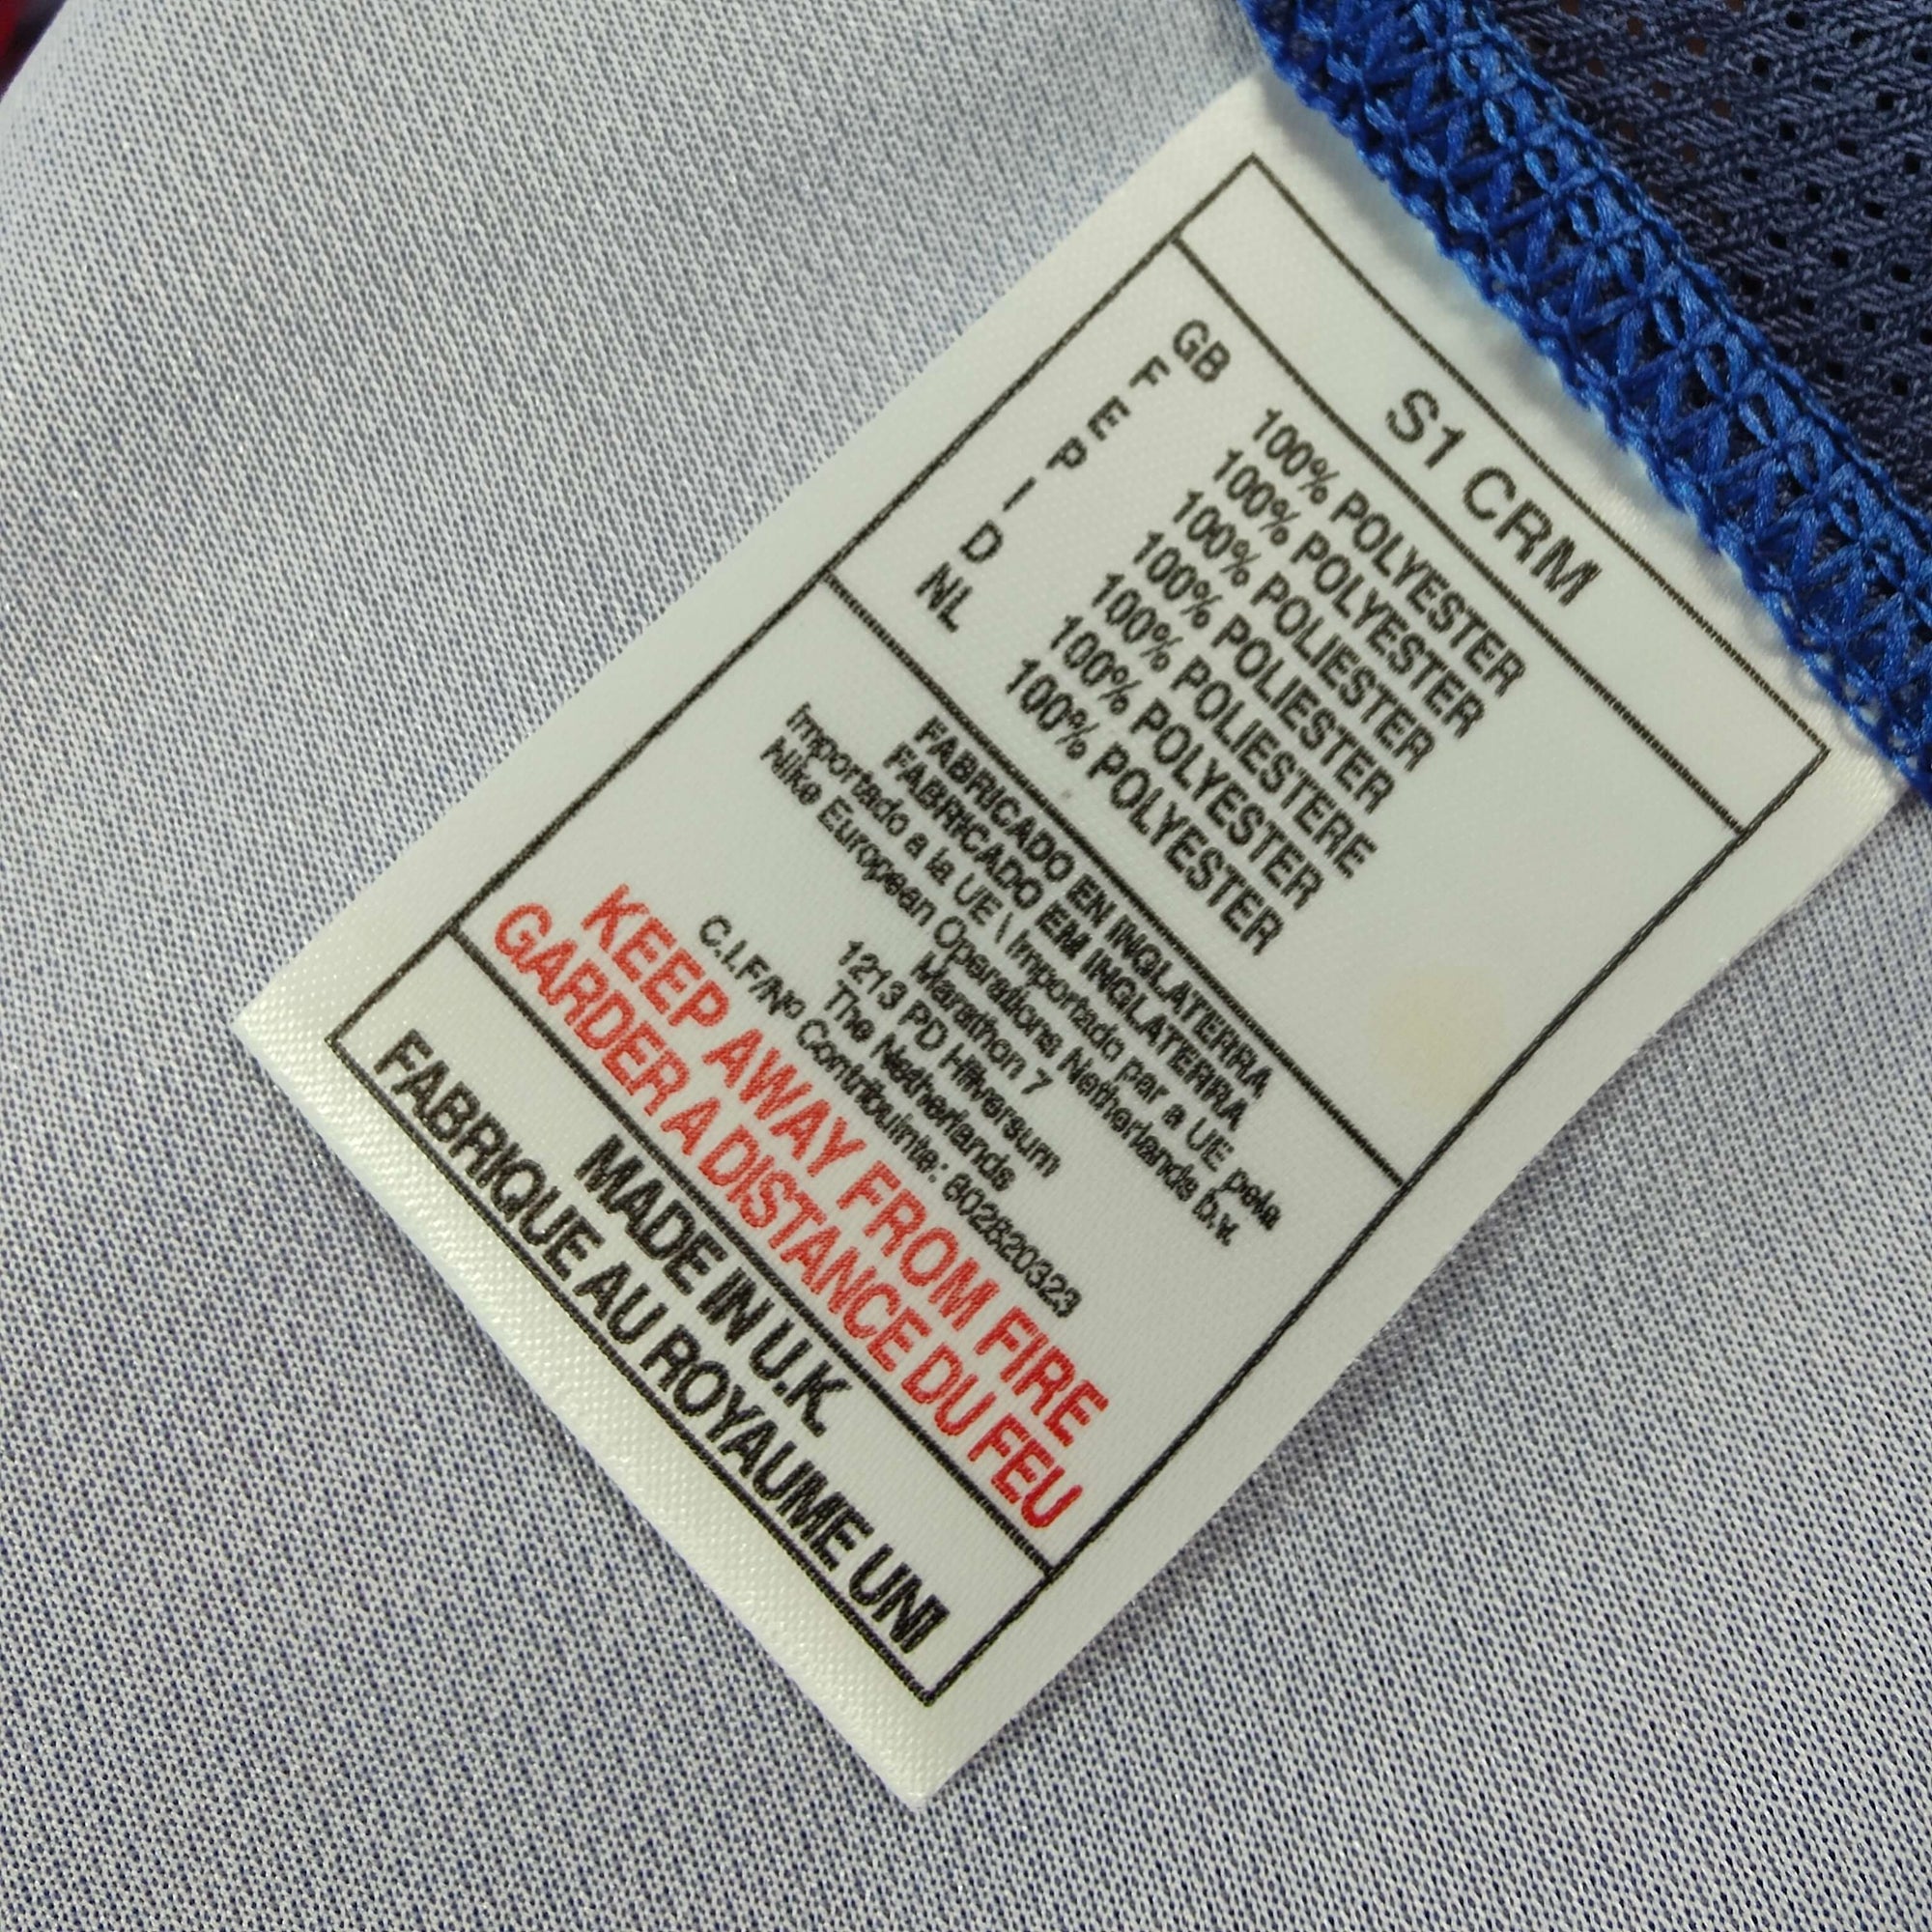 S1 CRM
GB 100% POLYESTER
F 100% POLYESTER
E 100% POLIESTER
P 100% POLIESTER
I 100% POLIESTERE
D 100% POLYESTER
NL 100% POLYESTER
FABRICADO EN INGLATERRA
FABRICADO EM INGLATERRA
Importado a la UE \ Importado par a UE pela
Nike European Operations Netherlands b.v.
Marathon 7
1213 PD Hilversum
The Netherlands
C.I.F/Nº Contribuinte: 802820323
KEEP AWAY FROM FIRE
GARDER A DISTANCE DU FEU
MADE IN U.K.
FABRIQUE AU ROYAUME UNI